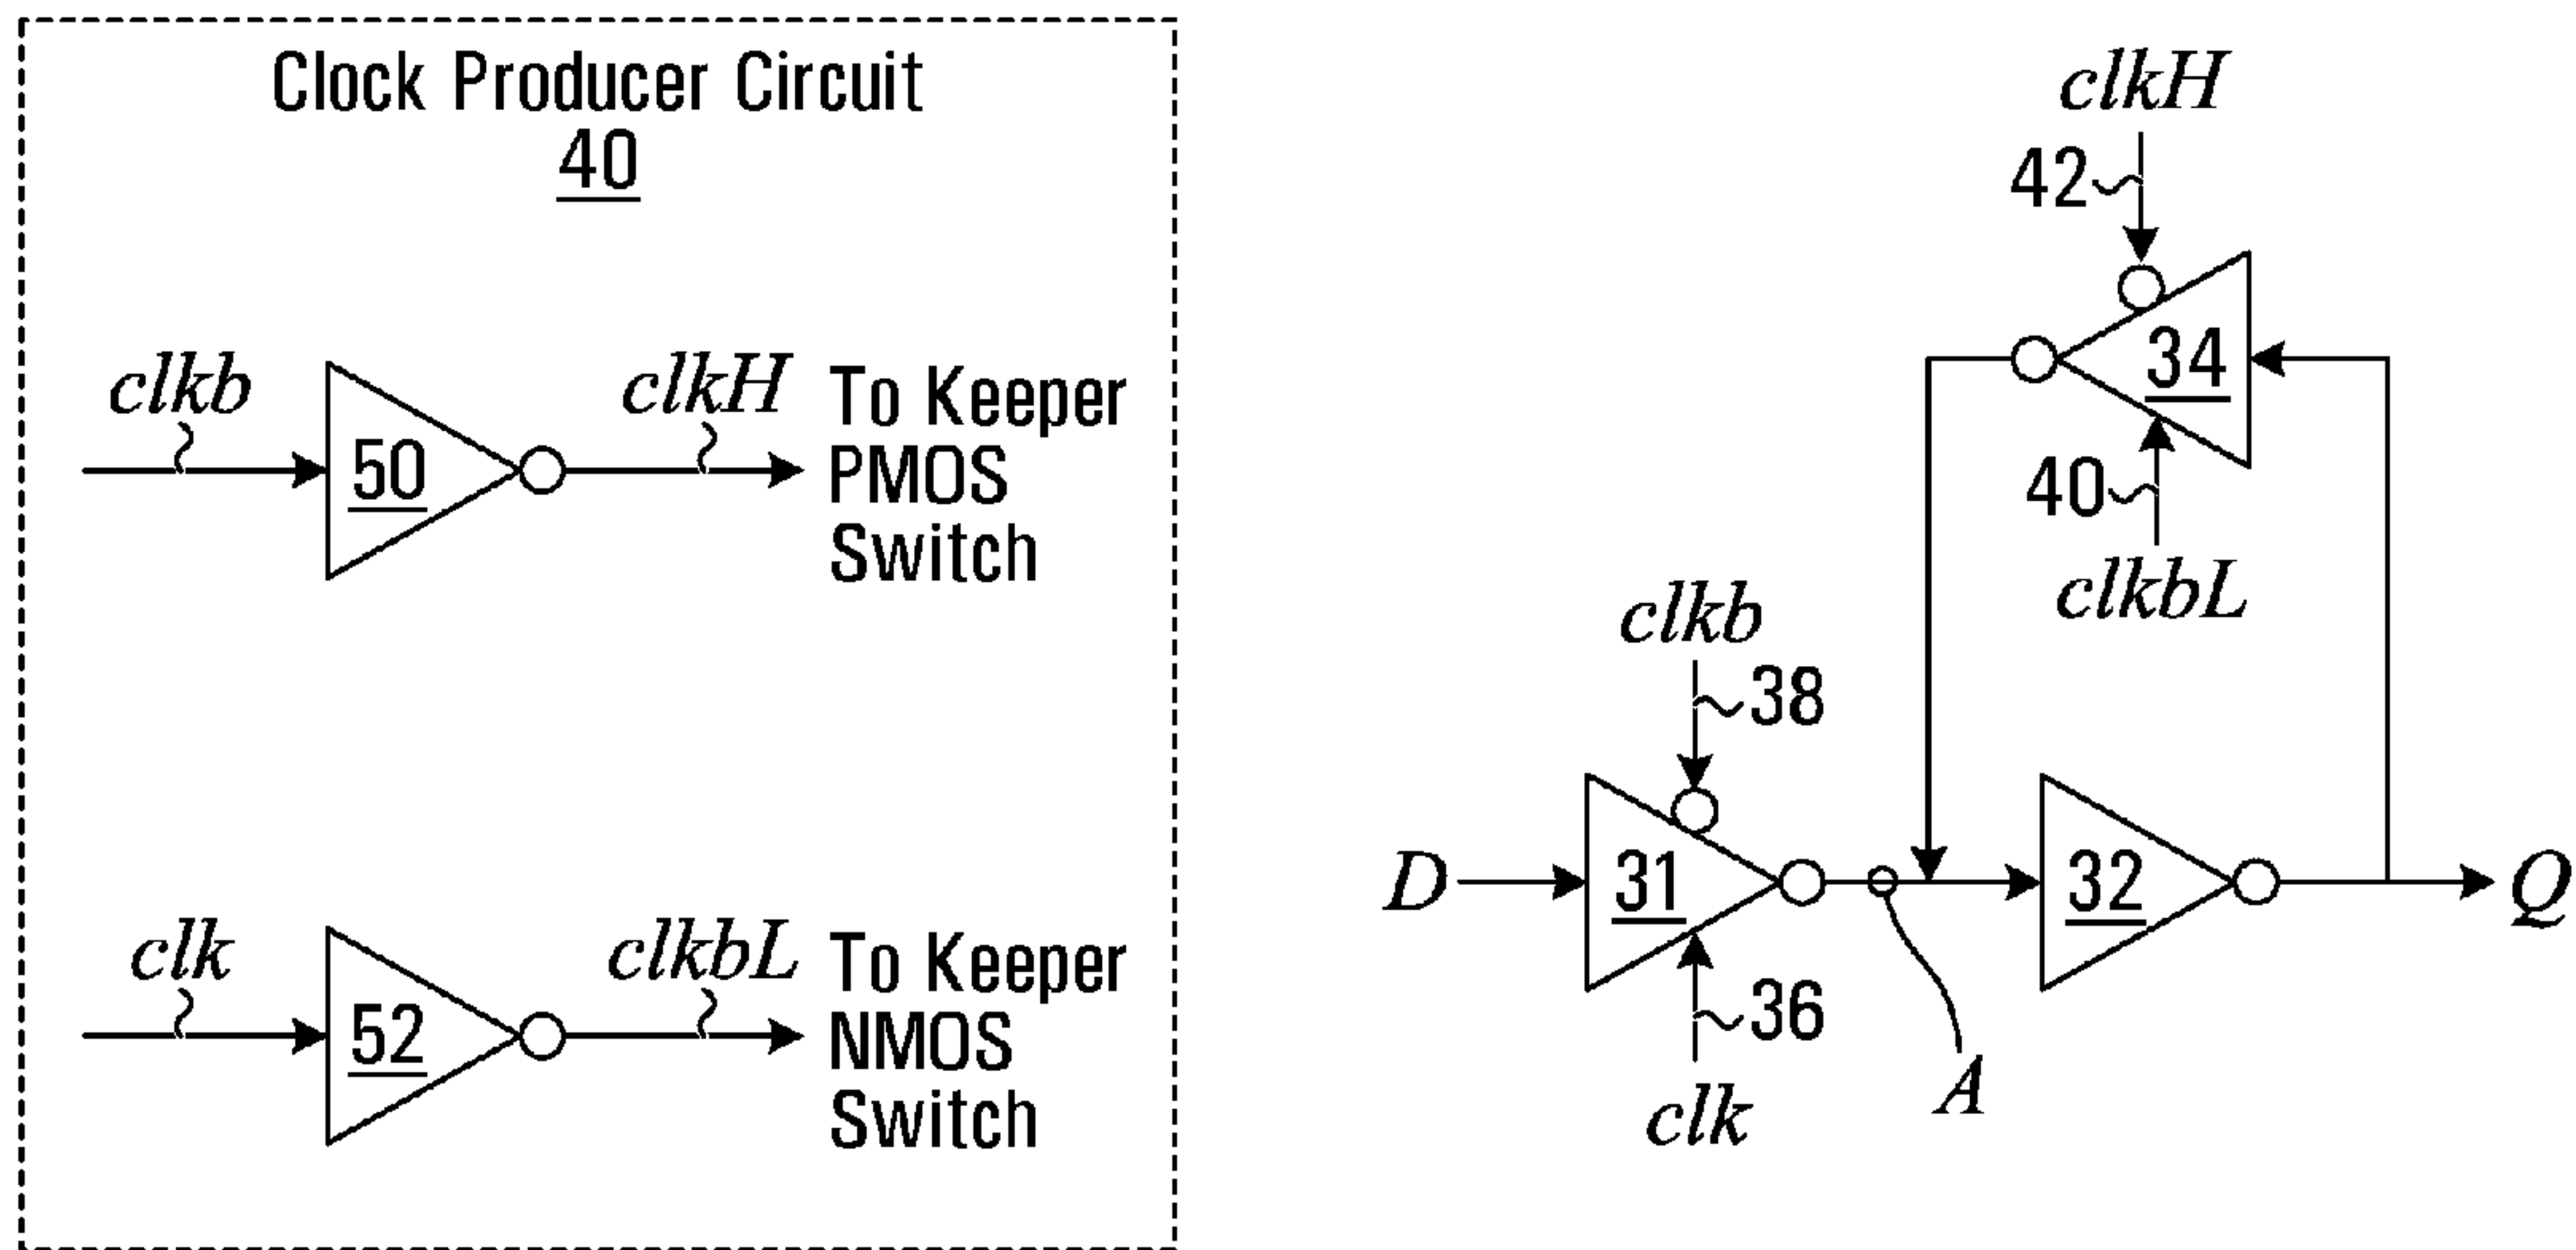 Clock Producer Circuit
40
clkb
50
clkH
To Keeper
PMOS
Switch
clk
52
clkbL
To Keeper
NMOS
Switch
clkH
42
34
40
clkbL
clkb
38
D
31
32
Q
36
clk
A